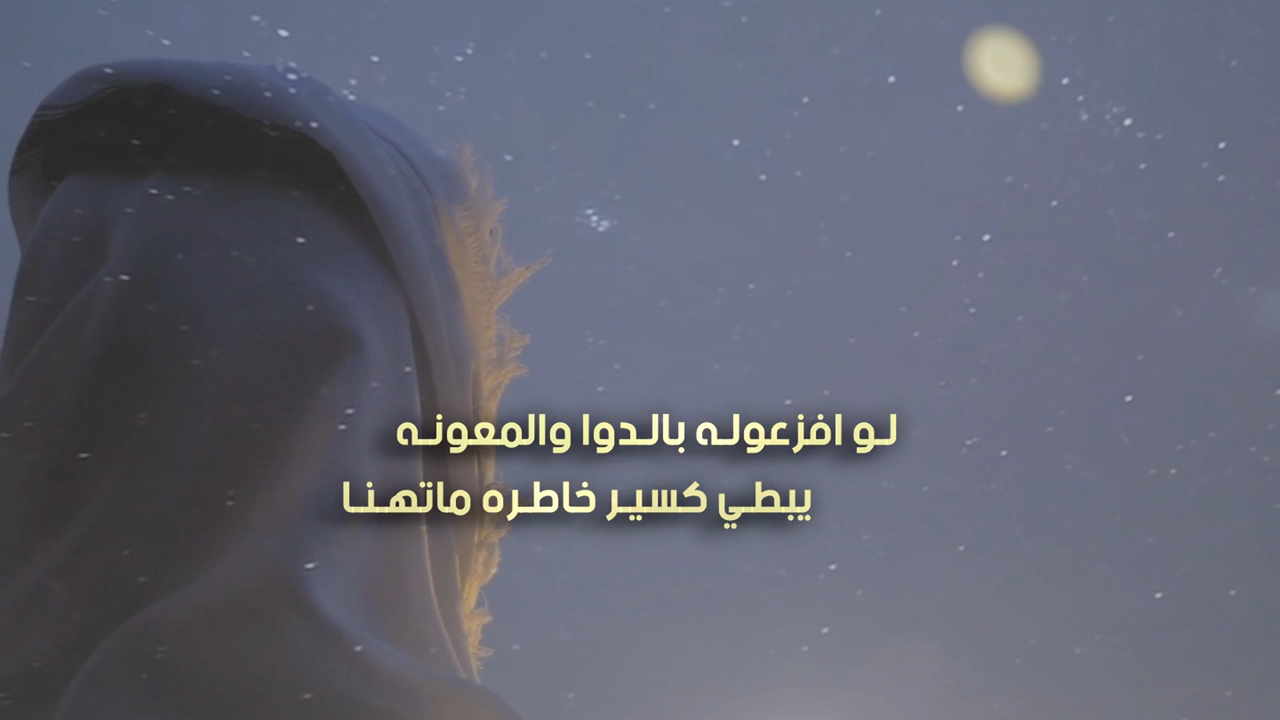 لو افزعوله بالدوا والمعونه
يبطي كسير خاطره ماتهنا